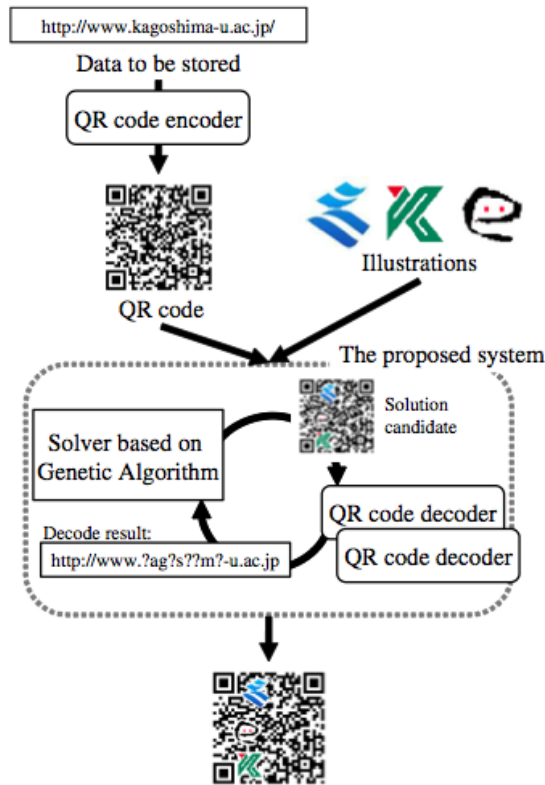 http://www.kagoshima-u.ac.jp/
Data to be stored
QR code encoder
Illustrations
QR code
The proposed system
Solution
candidate
Solver based on
Genetic Algorithm
QR code decoder
Decode result:
QR code decoder
http://www.?ag?s??m?-u.ac.jp